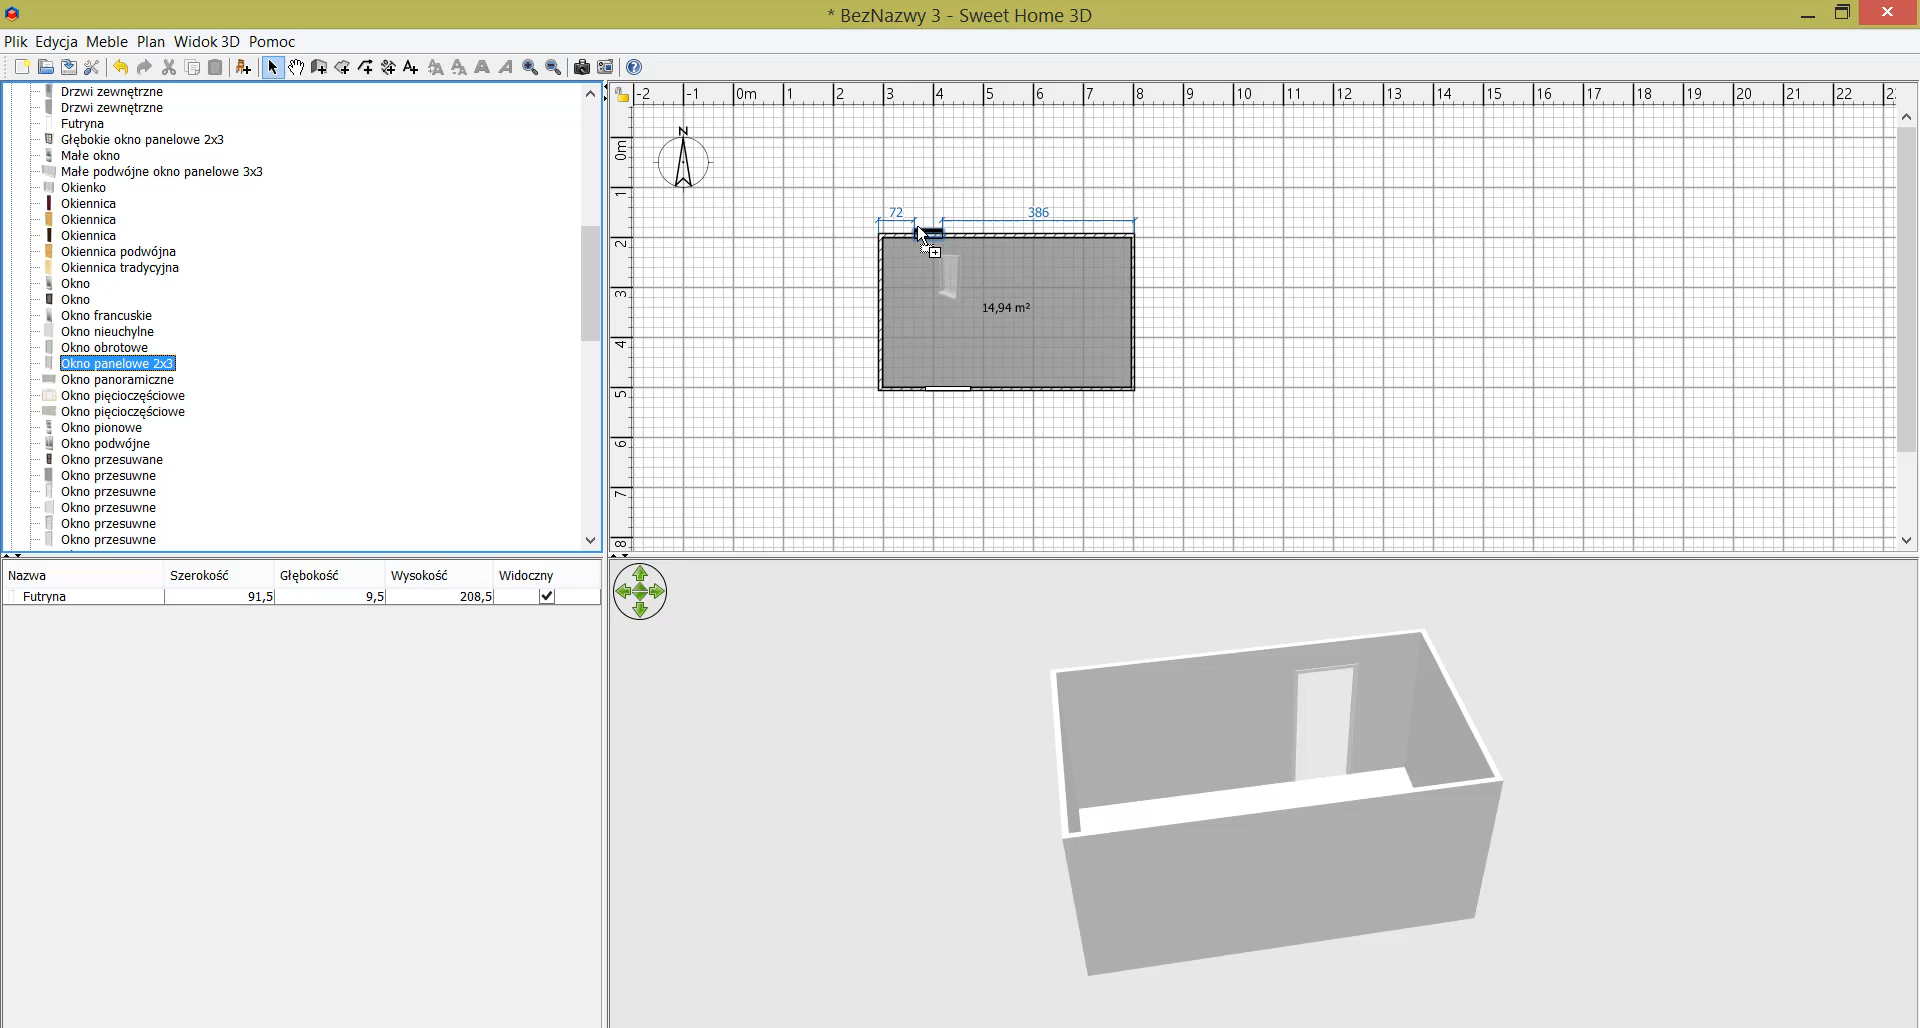 * BezNazwy 3 - Sweet Home 3D
Plik Edycja Meble Plan Widok 3D Pomoc
Drzwi zewnętrzne
Drzwi zewnętrzne
Futryna
Głębokie okno panelowe 2x3
Małe okno
Małe podwójne okno panelowe 3x3
Okienko
Okiennica
Okiennica
Okiennica
Okiennica podwójna
Okiennica tradycyjna
Okno
Okno
Okno francuskie
Okno nieuchylne
Okno obrotowe
Okno panelowe 2x3
Okno panoramiczne
Okno pięcioczęściowe
Okno pięcioczęściowe
Okno pionowe
Okno podwójne
Okno przesuwane
Okno przesuwne
Okno przesuwne
Okno przesuwne
Okno przesuwne
Okno przesuwne
-2 -1 0m 1 2 3 4 5 6 7 8 9 10 11 12 13 14 15 16 17 18 19 20 21 22
0m
1
2
3
4
5
6
7
8
N
72 386
14,94 m²
Nazwa Szerokość Głębokość Wysokość Widoczny
Futryna 91,5 9,5 208,5